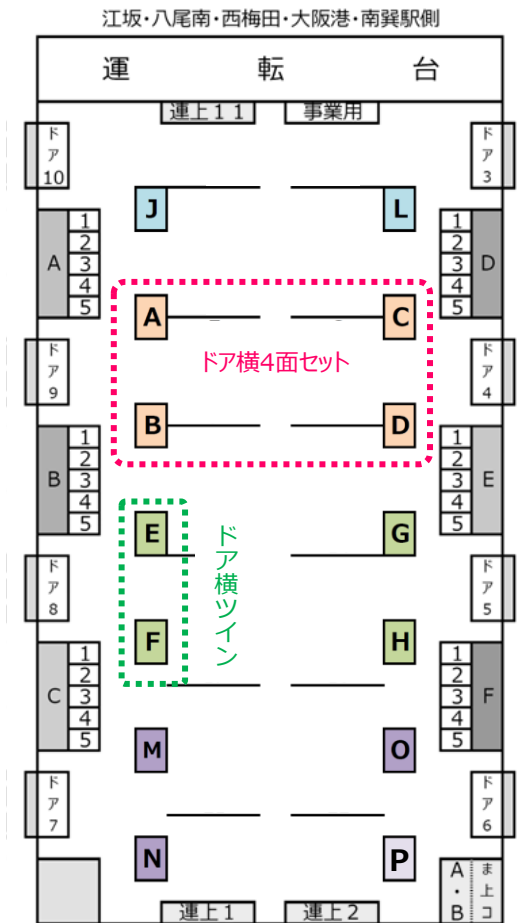 江坂・八尾南・西梅田・大阪港・南巽駅側
運 転 台
連上11 事業用
ドア10 ドア3
J L
A 1 2 3 4 5 1 2 3 4 5 D
A C
ドア横4面セット
ドア9 ドア4
B D
B 1 2 3 4 5 1 2 3 4 5 E
E G
ドア横ツイン
ドア8 ドア5
F H
C 1 2 3 4 5 1 2 3 4 5 F
M O
ドア7 ドア6
N P
A・B ま上コ
連上1 連上2